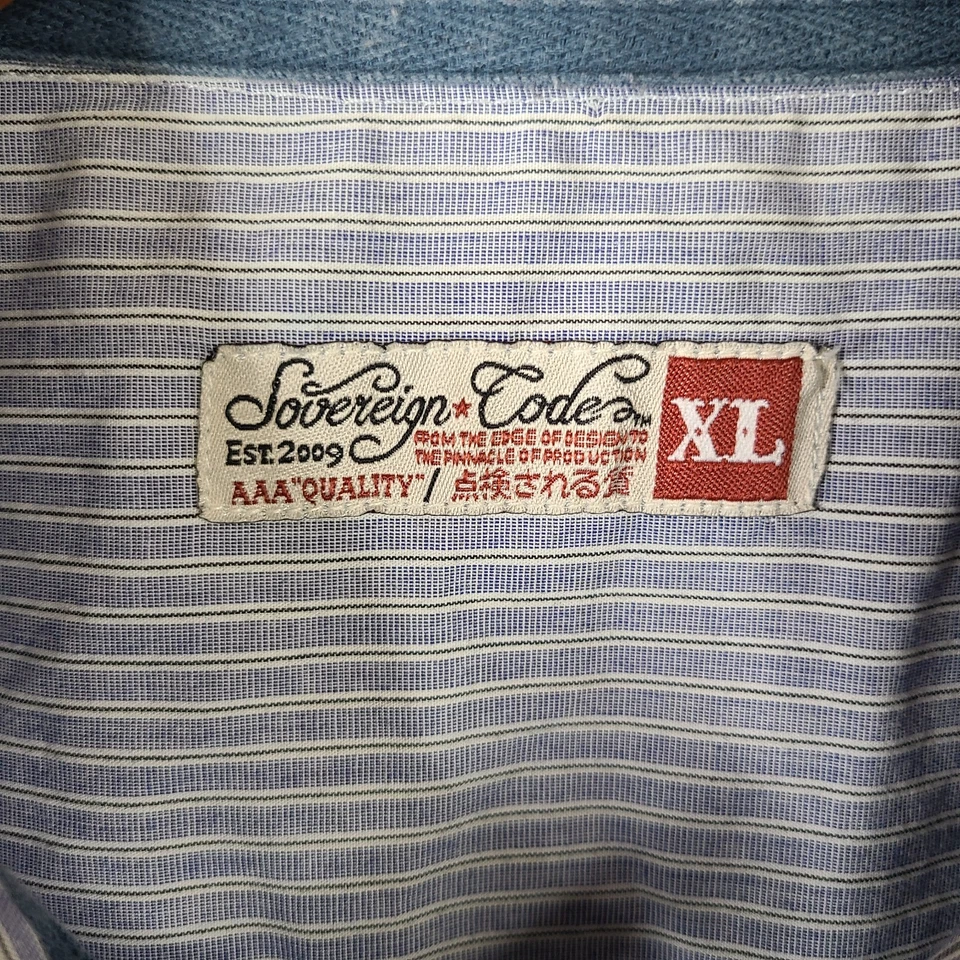 Sovereign★Code™
EST. 2009
FROM THE EDGE OF DESIGN TO
THE PINNACLE OF PRODUCTION
AAA"QUALITY"/ 点検される質
XL